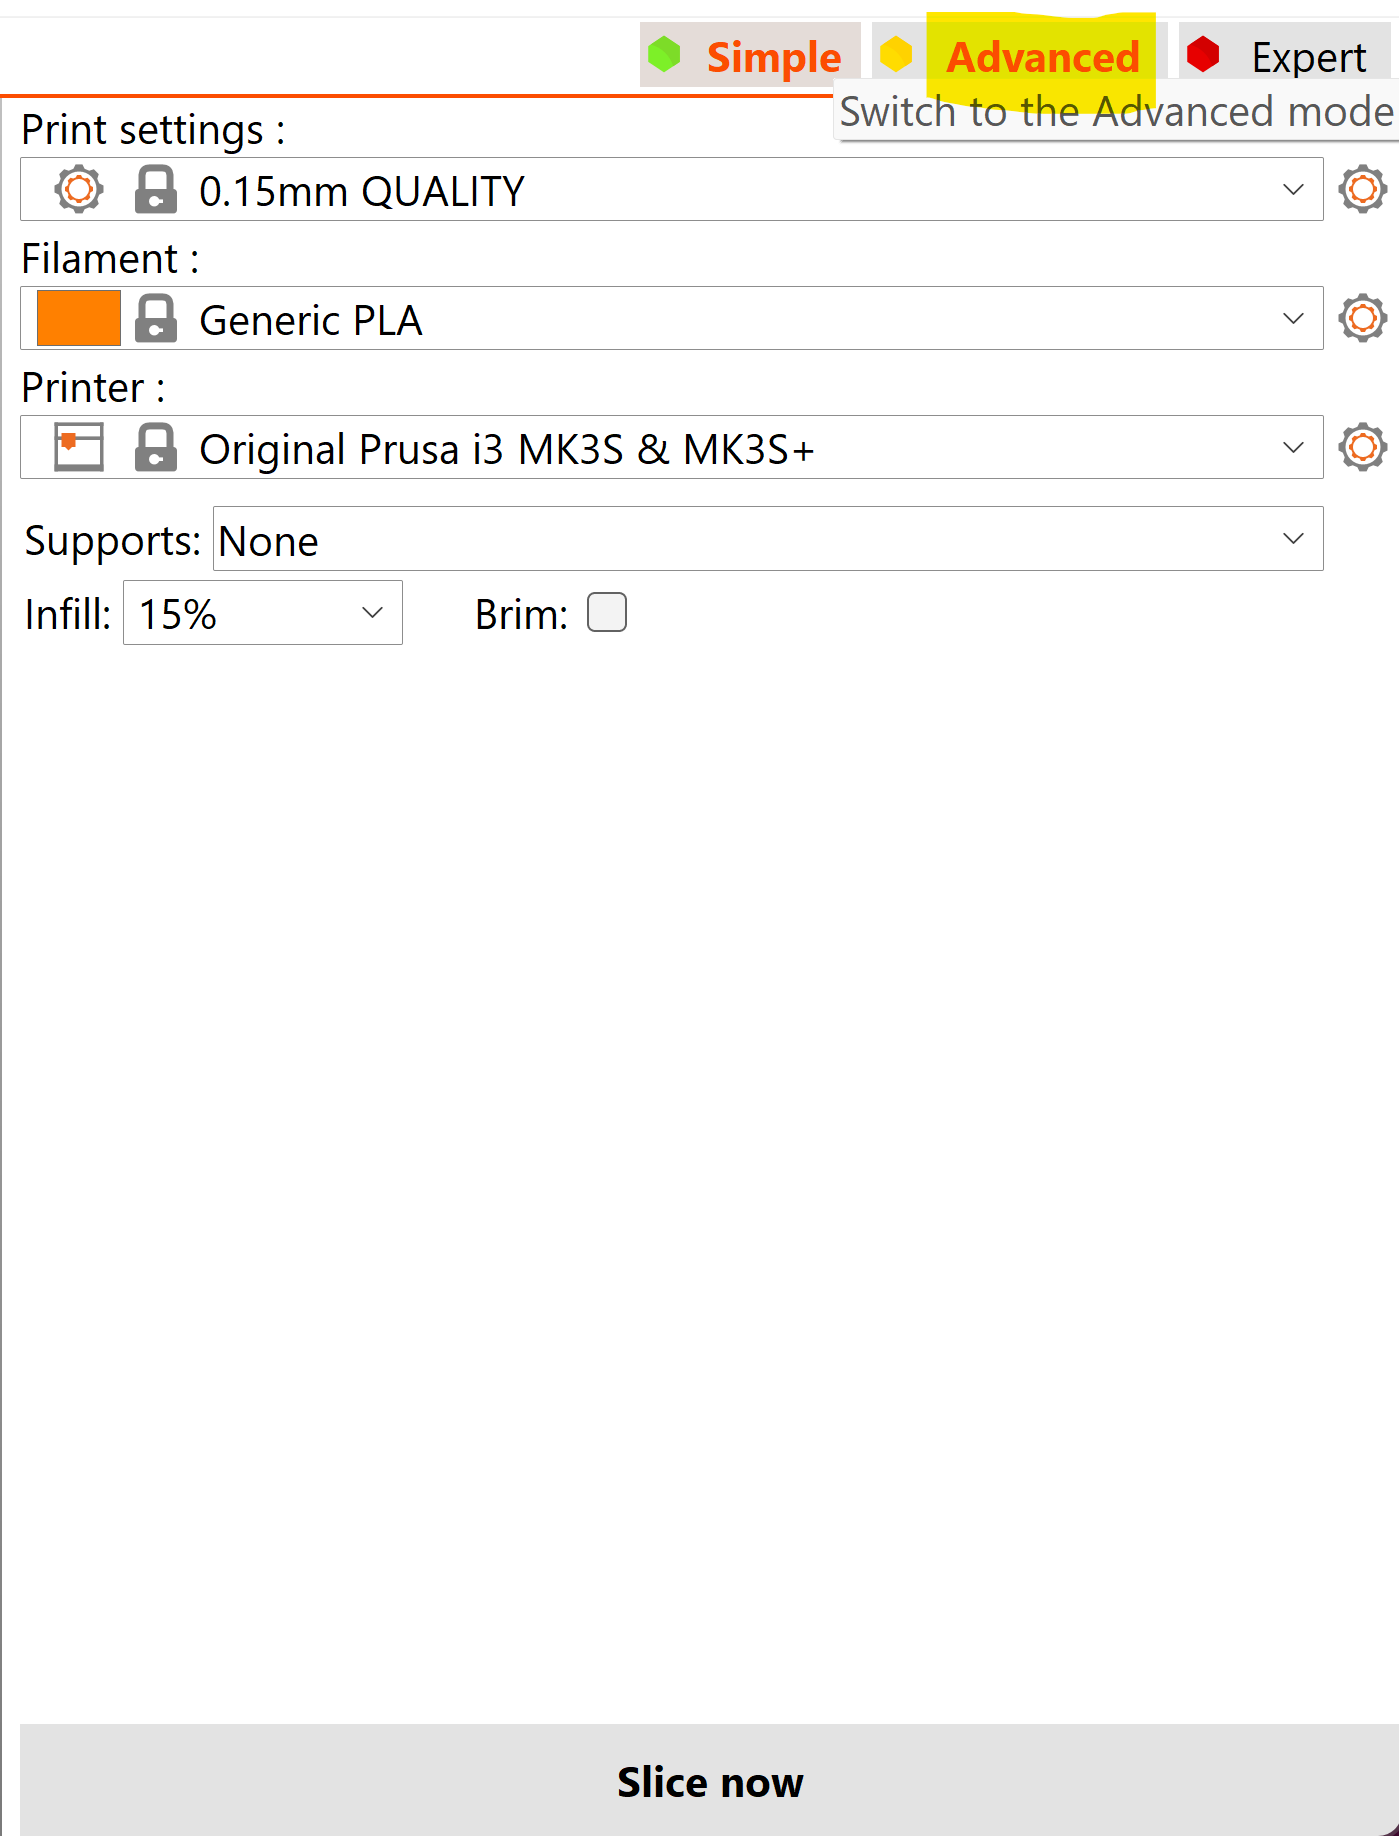 Simple Advanced Expert
Switch to the Advanced mode
Print settings :
0.15mm QUALITY
Filament :
Generic PLA
Printer :
Original Prusa i3 MK3S & MK3S+
Supports: None
Infill: 15% Brim:
Slice now